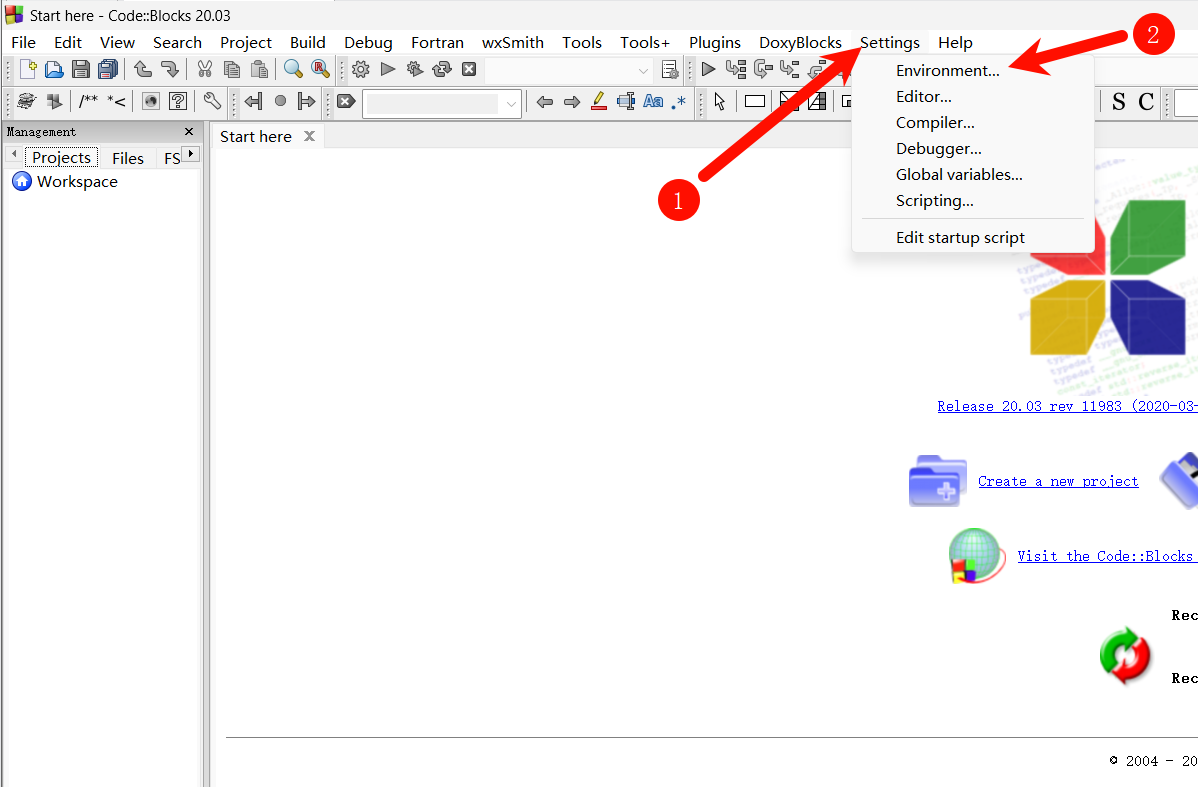 Start here - Code::Blocks 20.03
File Edit View Search Project Build Debug Fortran wxSmith Tools Tools+ Plugins DoxyBlocks Settings Help
2
Environment...
/** *< Aa .* S C
Editor...
Compiler...
Debugger...
Global variables...
Scripting...
Edit startup script
Management
Start here
Projects Files FS
Workspace
1
Release 20.03 rev 11983 (2020-03-
Create a new project
Visit the Code::Blocks
Rec
Rec
© 2004 - 20